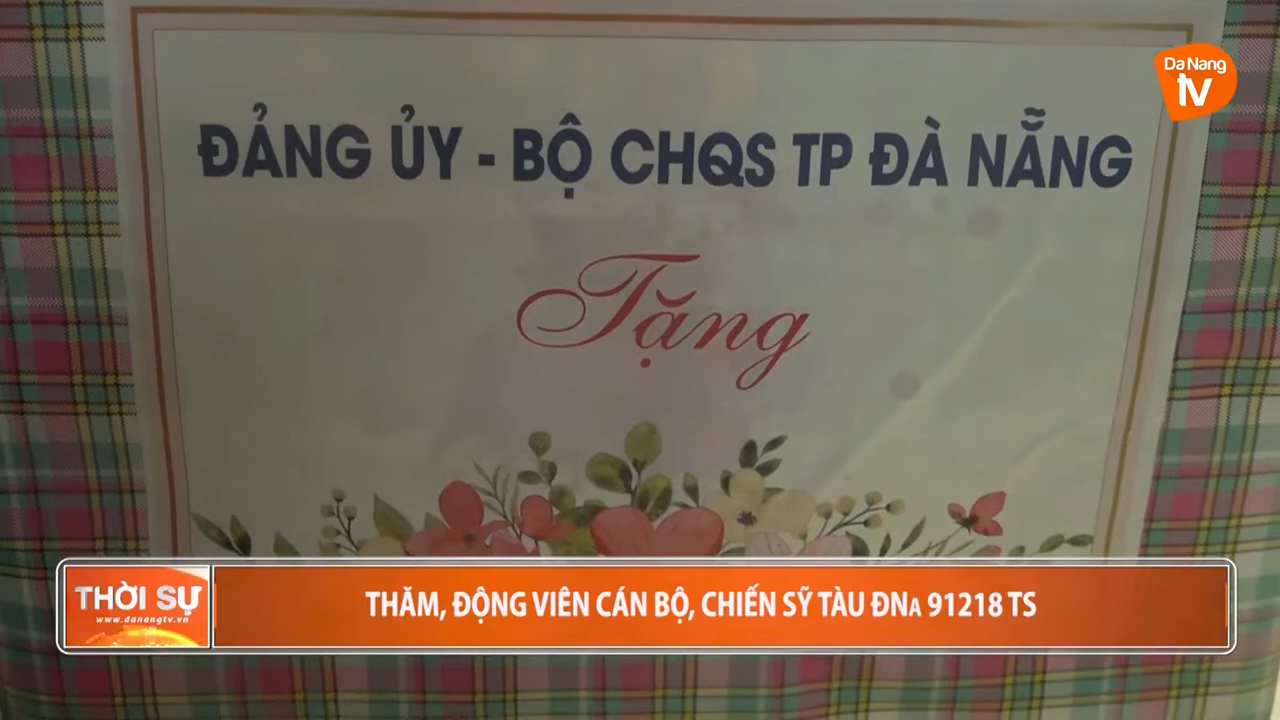 Da Nang
tv
ĐẢNG ỦY - BỘ CHQS TP ĐÀ NẴNG
Tặng
THỜI SỰ
www.danangtv.vn
THĂM, ĐỘNG VIÊN CÁN BỘ, CHIẾN SỸ TÀU ĐNA 91218 TS